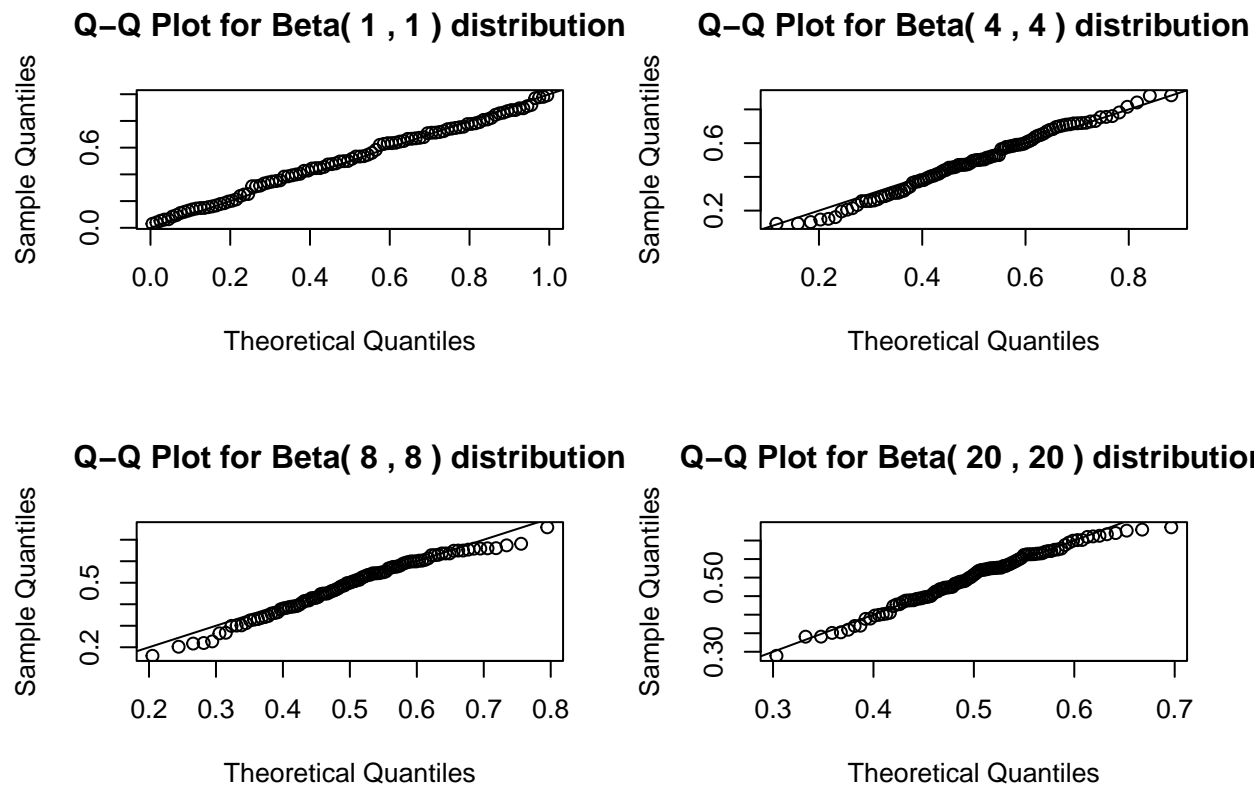 Q−Q Plot for Beta( 1 , 1 ) distribution
Sample Quantiles
0.0 0.6
0.0 0.2 0.4 0.6 0.8 1.0
Theoretical Quantiles
Q−Q Plot for Beta( 4 , 4 ) distribution
Sample Quantiles
0.2 0.6
0.2 0.4 0.6 0.8
Theoretical Quantiles
Q−Q Plot for Beta( 8 , 8 ) distribution
Sample Quantiles
0.2 0.5
0.2 0.3 0.4 0.5 0.6 0.7 0.8
Theoretical Quantiles
Q−Q Plot for Beta( 20 , 20 ) distribution
Sample Quantiles
0.30 0.50
0.3 0.4 0.5 0.6 0.7
Theoretical Quantiles